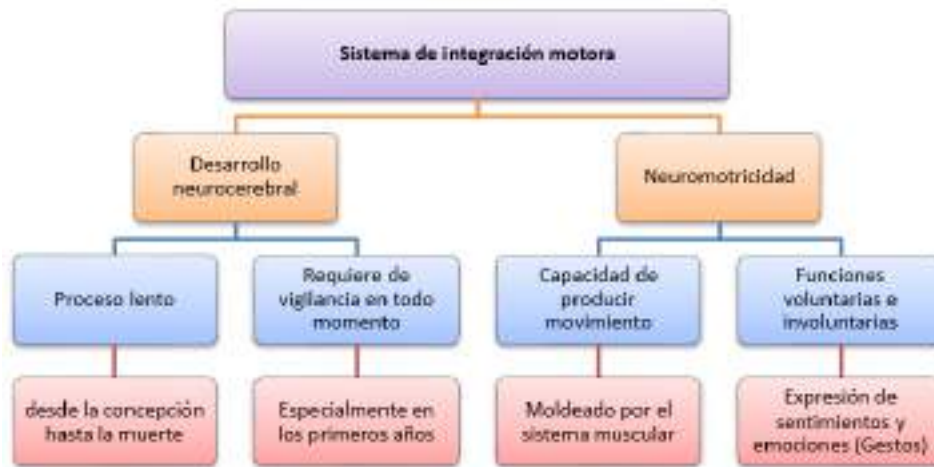 Sistema de integración motora
Desarrollo
neurocerebral
Neuromotricidad
Proceso lento
Requiere de
vigilancia en todo
momento
Capacidad de
producir
movimiento
Funciones
voluntarias e
involuntarias
desde la concepción
hasta la muerte
Especialmente en
los primeros años
Moldeado por el
sistema muscular
Expresión de
sentimientos y
emociones (Gestos)